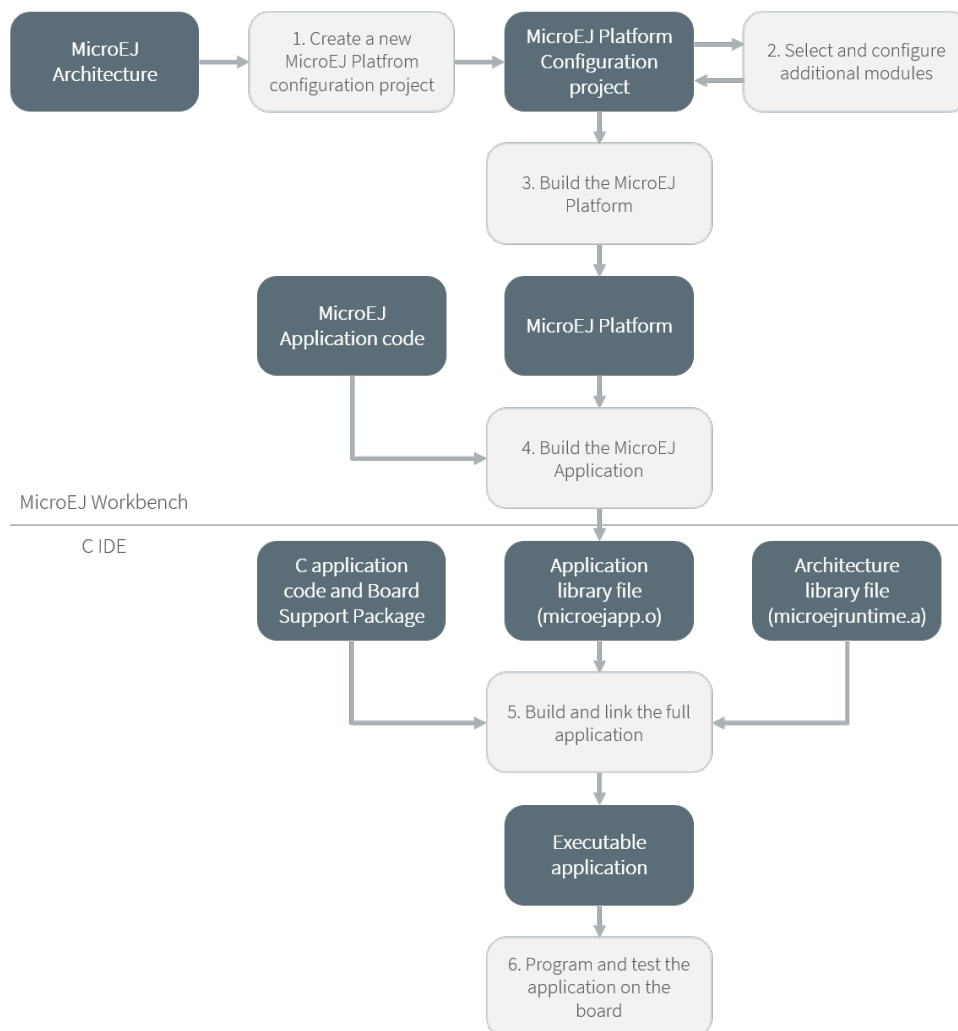 MicroEJ
Architecture
1. Create a new
MicroEJ Platfrom
configuration project
MicroEJ Platform
Configuration
project
2. Select and configure
additional modules
3. Build the MicroEJ
Platform
MicroEJ
Application code
MicroEJ Platform
4. Build the MicroEJ
Application
MicroEJ Workbench
C IDE
C application
code and Board
Support Package
Application
library file
(microejapp.o)
Architecture
library file
(microejruntime.a)
5. Build and link the full
application
Executable
application
6. Program and test the
application on the
board